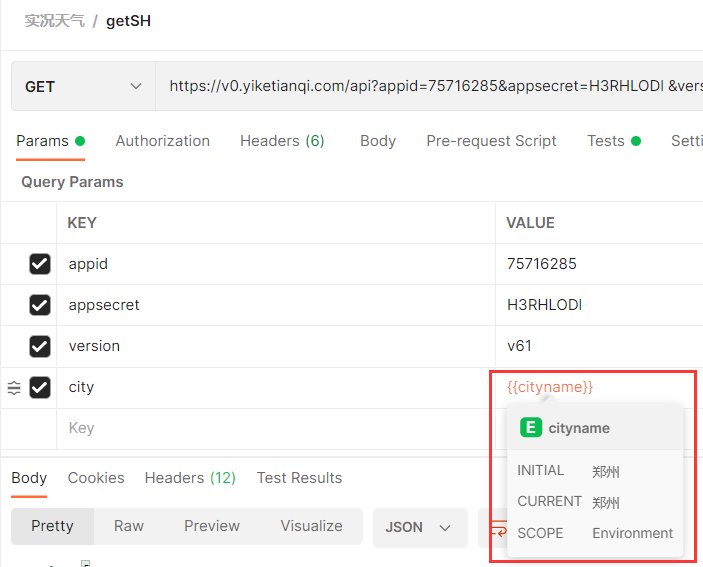 实况天气 / getSH
GET https://v0.yiketianqi.com/api?appid=75716285&appsecret=H3RHLODI &vers
Params Authorization Headers (6) Body Pre-request Script Tests Setti
Query Params
KEY VALUE
appid 75716285
appsecret H3RHLODI
version v61
city {{cityname}}
Key
E cityname
INITIAL 郑州
CURRENT 郑州
SCOPE Environment
Body Cookies Headers (12) Test Results
Pretty Raw Preview Visualize JSON